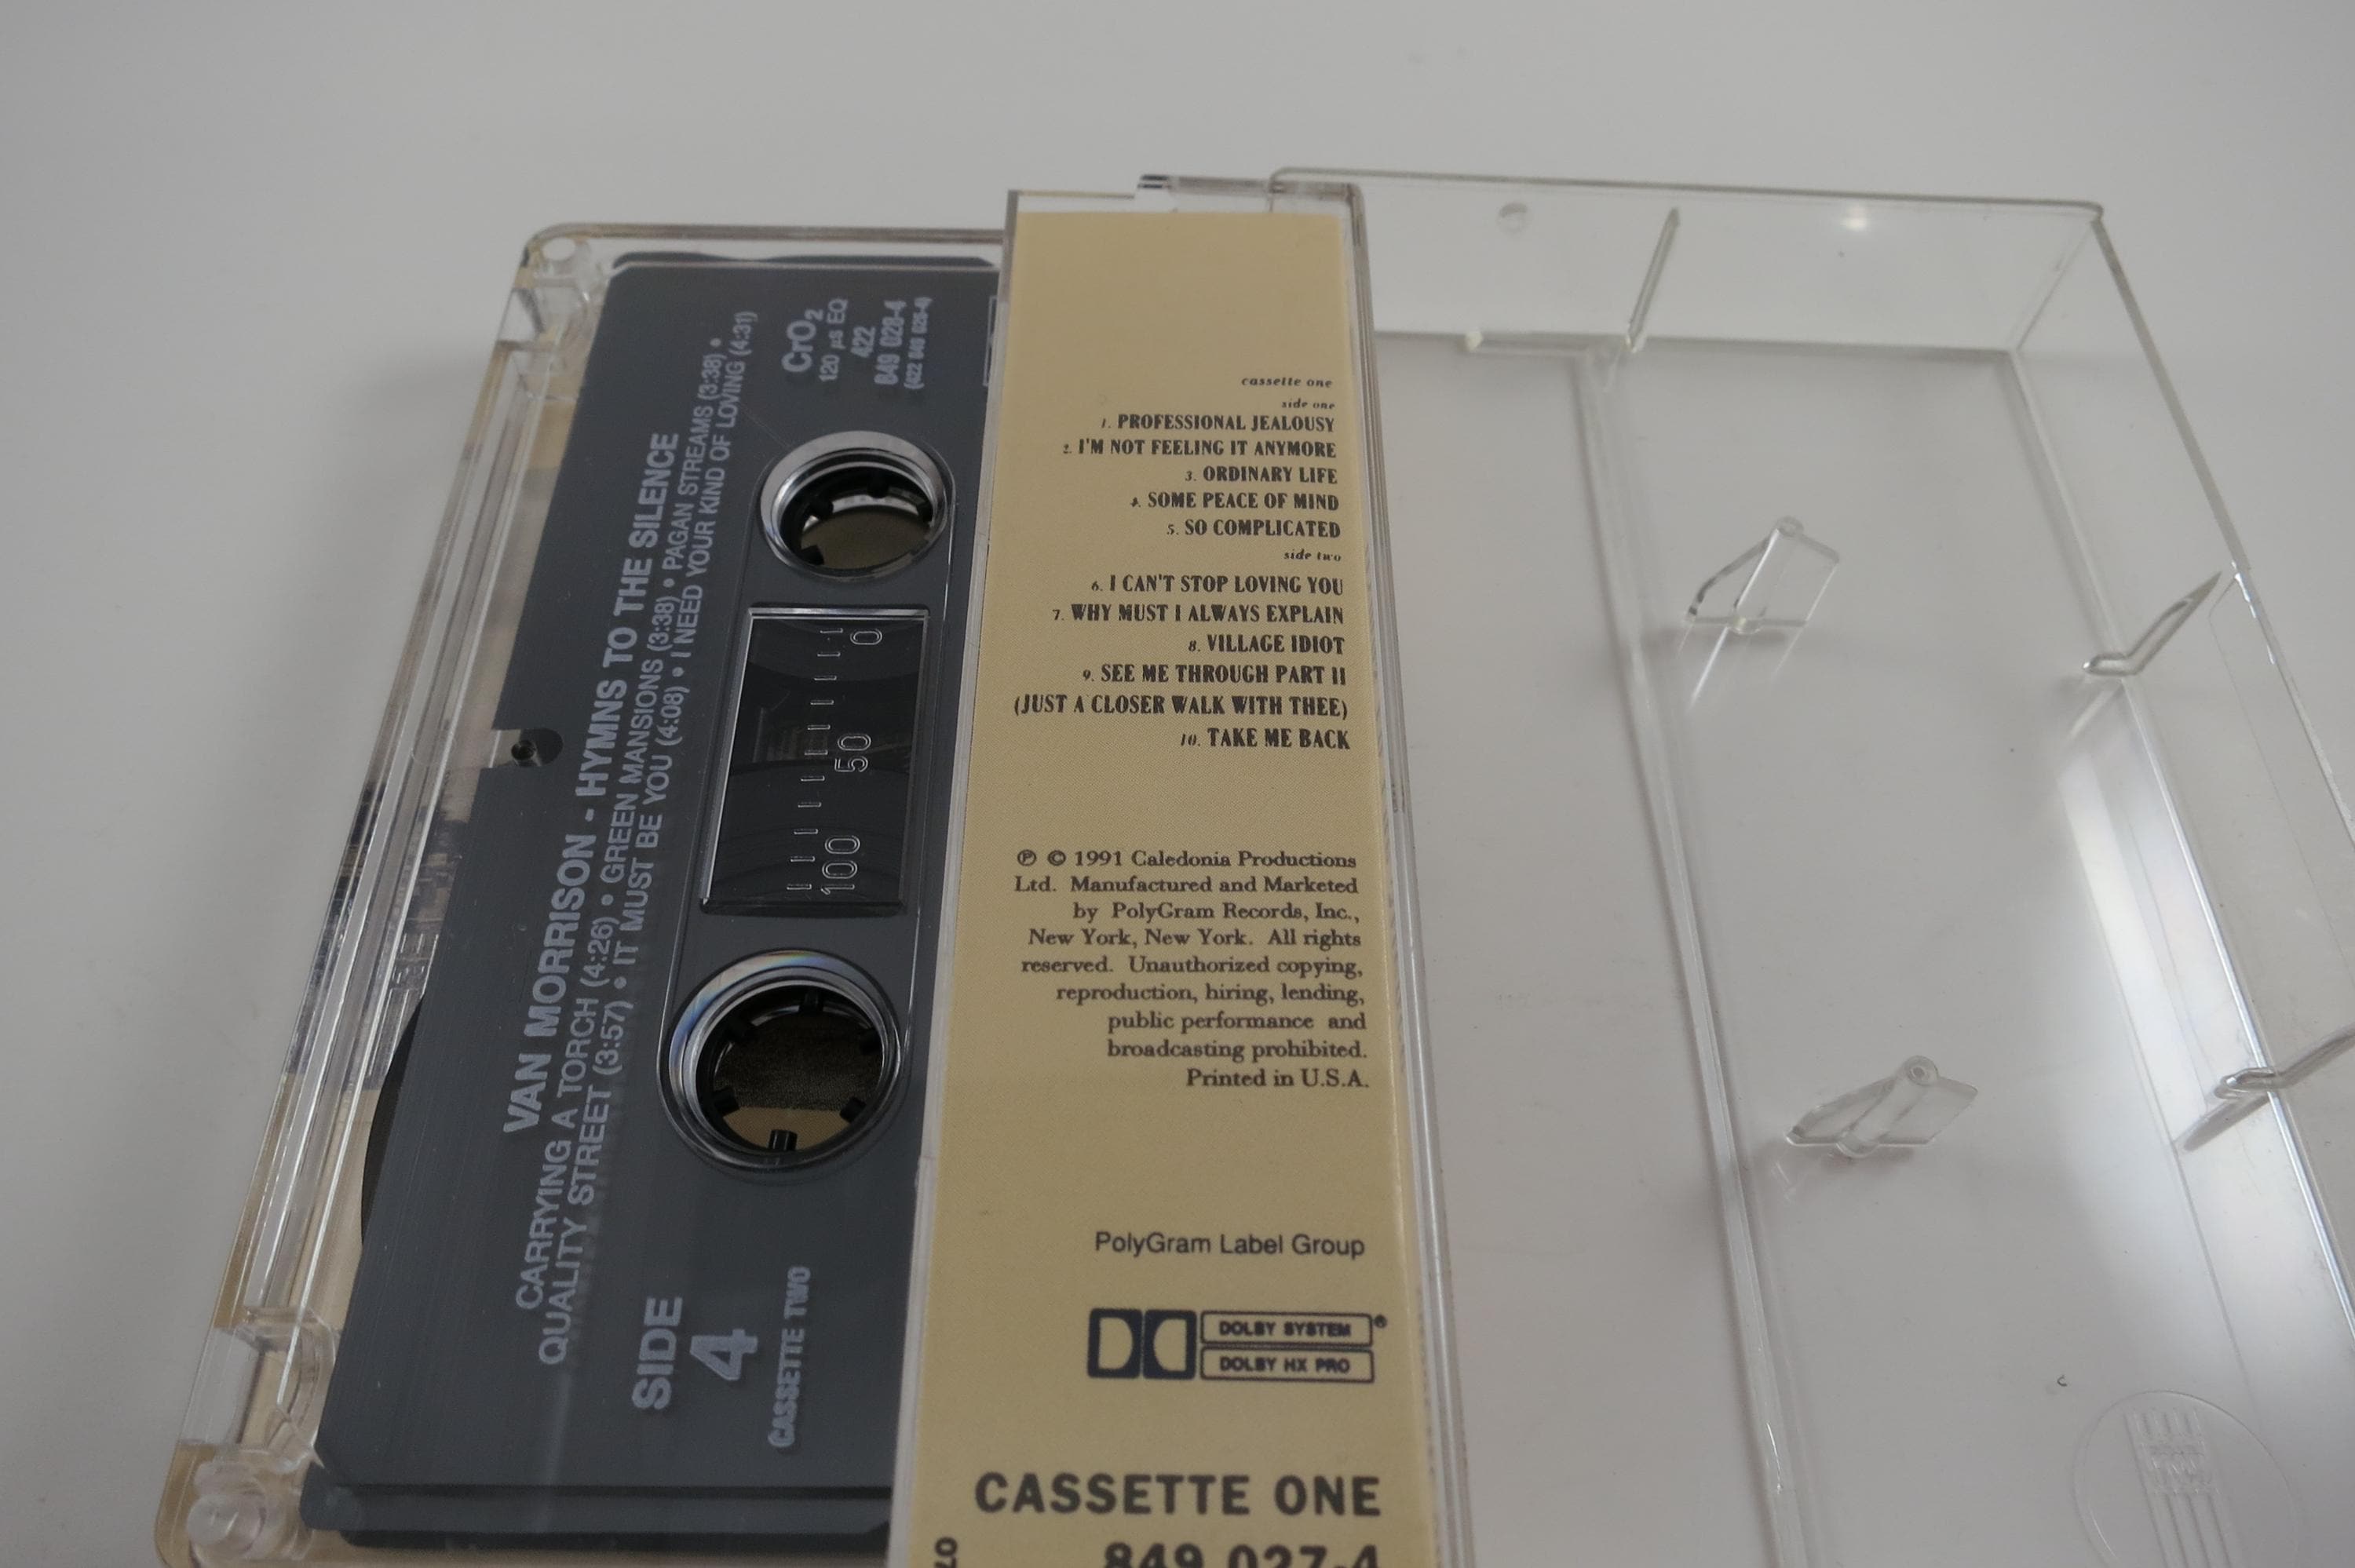 VAN MORRISON - HYMNS TO THE SILENCE
CARRYING A TORCH (4:26) • GREEN MANSIONS (3:38) • PAGAN STREAMS (3:38) •
QUALITY STREET (3:57) • IT MUST BE YOU (4:08) • I NEED YOUR KIND OF LOVING (4:31)
SIDE
4
CASSETTE TWO
CrO2
120 µs EQ
422
849 028-4
(422 849 026-4)
0
50
100
cassette one
side one
1. PROFESSIONAL JEALOUSY
2. I'M NOT FEELING IT ANYMORE
3. ORDINARY LIFE
4. SOME PEACE OF MIND
5. SO COMPLICATED
side two
6. I CAN'T STOP LOVING YOU
7. WHY MUST I ALWAYS EXPLAIN
8. VILLAGE IDIOT
9. SEE ME THROUGH PART II
(JUST A CLOSER WALK WITH THEE)
10. TAKE ME BACK
℗ © 1991 Caledonia Productions
Ltd. Manufactured and Marketed
by PolyGram Records, Inc.,
New York, New York. All rights
reserved. Unauthorized copying,
reproduction, hiring, lending,
public performance and
broadcasting prohibited.
Printed in U.S.A.
PolyGram Label Group
DOLBY SYSTEM ®
DOLBY HX PRO
CASSETTE ONE
849 027-4